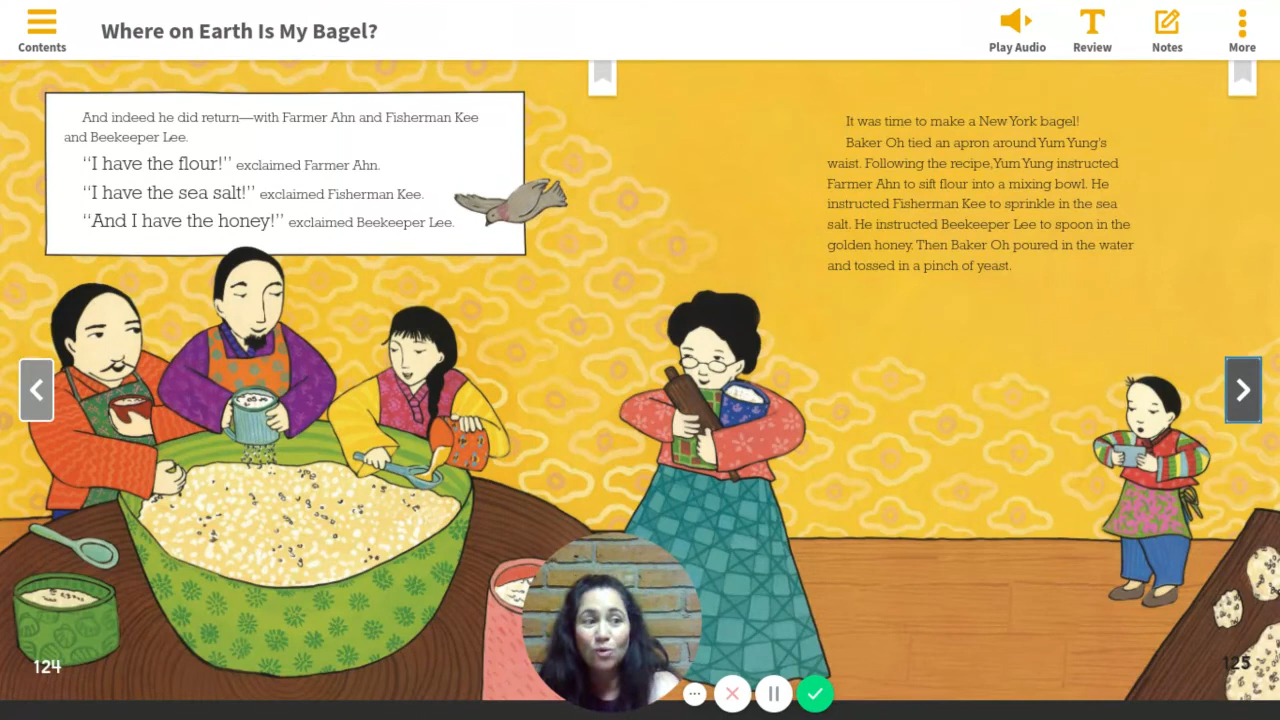 Where on Earth Is My Bagel?
Contents
Play Audio
Review
Notes
More
And indeed he did return—with Farmer Ahn and Fisherman Kee
and Beekeeper Lee.
“I have the flour!” exclaimed Farmer Ahn.
“I have the sea salt!” exclaimed Fisherman Kee.
“And I have the honey!” exclaimed Beekeeper Lee.
It was time to make a New York bagel!
Baker Oh tied an apron around Yum Yung’s
waist. Following the recipe, Yum Yung instructed
Farmer Ahn to sift flour into a mixing bowl. He
instructed Fisherman Kee to sprinkle in the sea
salt. He instructed Beekeeper Lee to spoon in the
golden honey. Then Baker Oh poured in the water
and tossed in a pinch of yeast.
124
125